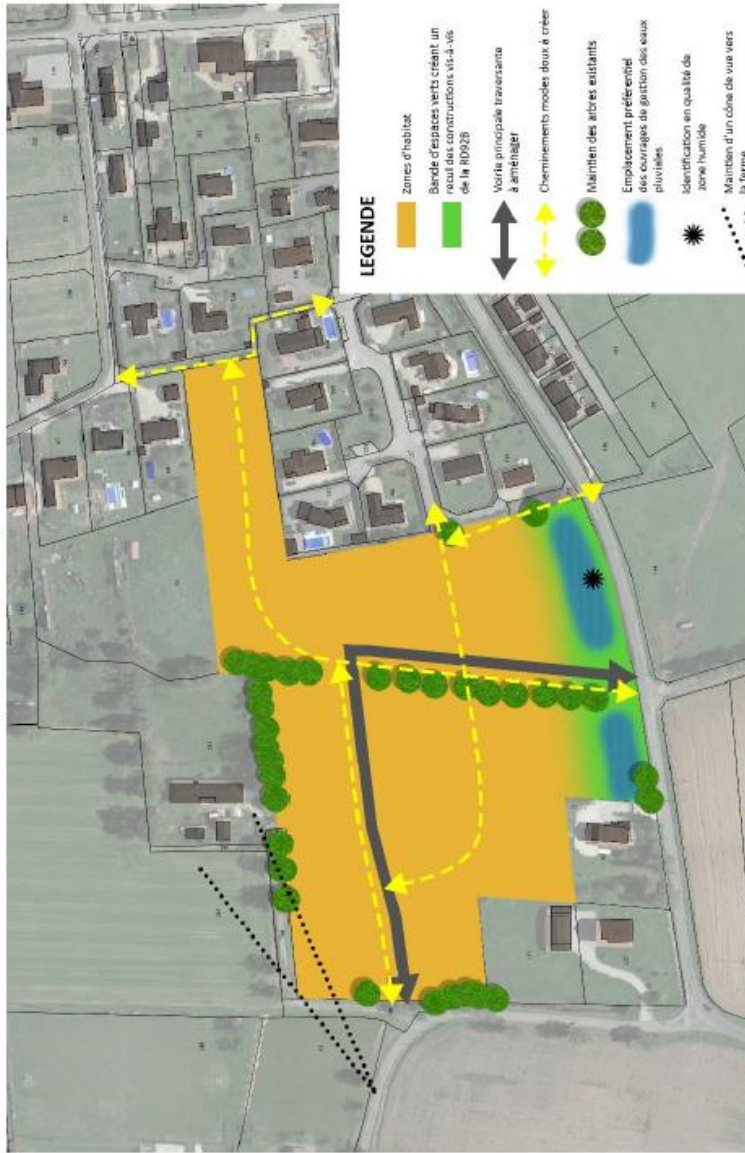 LEGENDE
Zones d'habitat
Bande d'espaces verts créant un
recul des constructions vis-à-vis
de la RD928
Voirie principale traversante
à aménager
Cheminements modes doux à créer
Maintien des arbres existants
Emplacement préférentiel
des ouvrages de gestion des eaux
pluviales
Identification en qualité de
zone humide
Maintien d'un cône de vue vers
la ferme